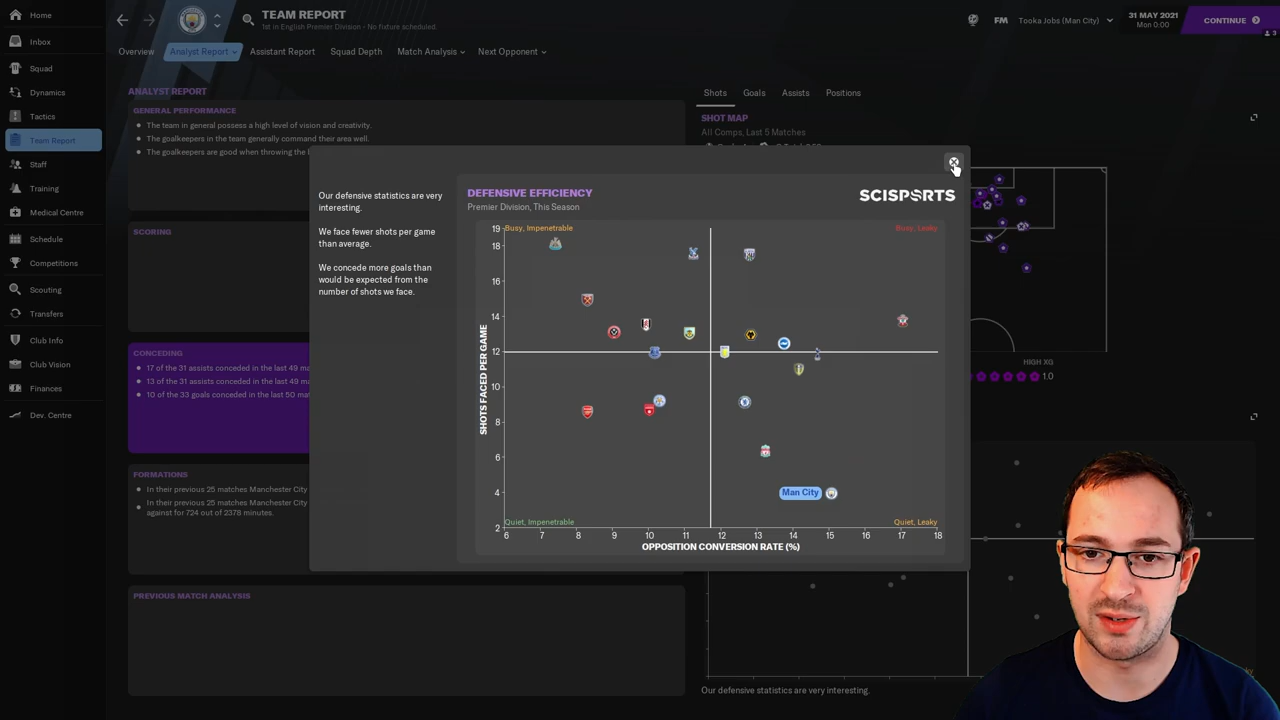 Home
Inbox
Squad
Dynamics
Tactics
Team Report
Staff
Training
Medical Centre
Schedule
Competitions
Scouting
Transfers
Club Info
Club Vision
Finances
Dev. Centre
TEAM REPORT
1st in English Premier Division - No fixture scheduled.
FM
Tooka Jobs (Man City)
31 MAY 2021
Mon 0:00
CONTINUE
3
Overview
Analyst Report
Assistant Report
Squad Depth
Match Analysis
Next Opponent
ANALYST REPORT
GENERAL PERFORMANCE
The team in general possess a high level of vision and creativity.
The goalkeepers in the team generally command their area well.
The goalkeepers are good when throwing the
SCORING
CONCEDING
17 of the 31 assists conceded in the last 49 ma
13 of the 31 assists conceded in the last 49 ma
10 of the 33 goals conceded in the last 50 mat
FORMATIONS
In their previous 25 matches Manchester City
In their previous 25 matches Manchester City
against for 724 out of 2378 minutes.
PREVIOUS MATCH ANALYSIS
Shots
Goals
Assists
Positions
SHOT MAP
All Comps, Last 5 Matches
HIGH XG
1.0
Our defensive statistics are very
interesting.
We face fewer shots per game
than average.
We concede more goals than
would be expected from the
number of shots we face.
DEFENSIVE EFFICIENCY
Premier Division, This Season
SCISPORTS
Busy, Impenetrable
Busy, Leaky
SHOTS FACED PER GAME
19
18
16
14
12
10
8
6
4
2
Man City
Quiet, Impenetrable
Quiet, Leaky
6 7 8 9 10 11 12 13 14 15 16 17 18
OPPOSITION CONVERSION RATE (%)
Our defensive statistics are very interesting.